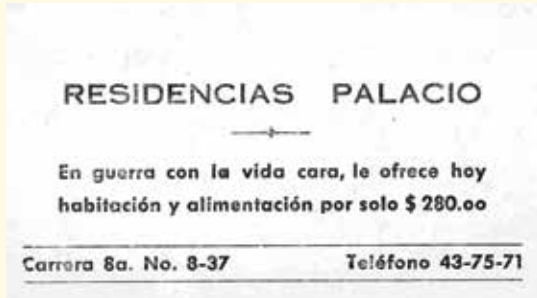 RESIDENCIAS PALACIO
En guerra con la vida cara, le ofrece hoy
habitación y alimentación por solo $ 280.oo
Carrera 8a. No. 8-37 Teléfono 43-75-71